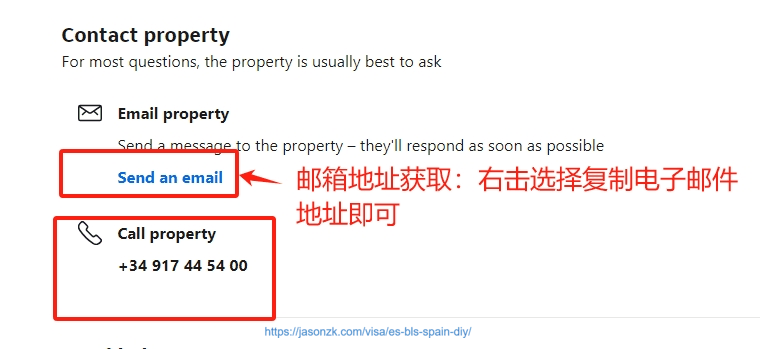 Contact property
For most questions, the property is usually best to ask
Email property
Send a message to the property – they'll respond as soon as possible
Send an email
邮箱地址获取：右击选择复制电子邮件
地址即可
Call property
+34 917 44 54 00
https://jasonzk.com/visa/es-bls-spain-diy/